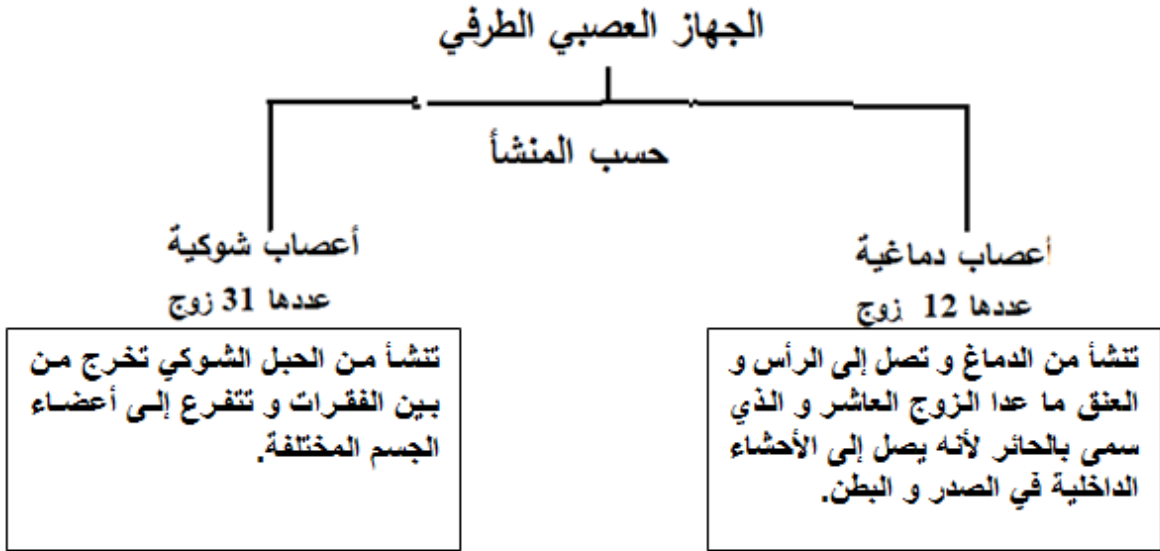 الجهاز العصبي الطرفي
حسب المنشأ
أعصاب دماغية
عددها 12 زوج
تنشأ من الدماغ و تصل إلى الرأس و
العنق ما عدا الزوج العاشر و الذي
سمى بالحائر لأنه يصل إلى الأحشاء
الداخلية في الصدر و البطن.
أعصاب شوكية
عددها 31 زوج
تنشأ من الحبل الشوكي تخرج من
بين الفقرات و تتفرع إلى أعضاء
الجسم المختلفة.